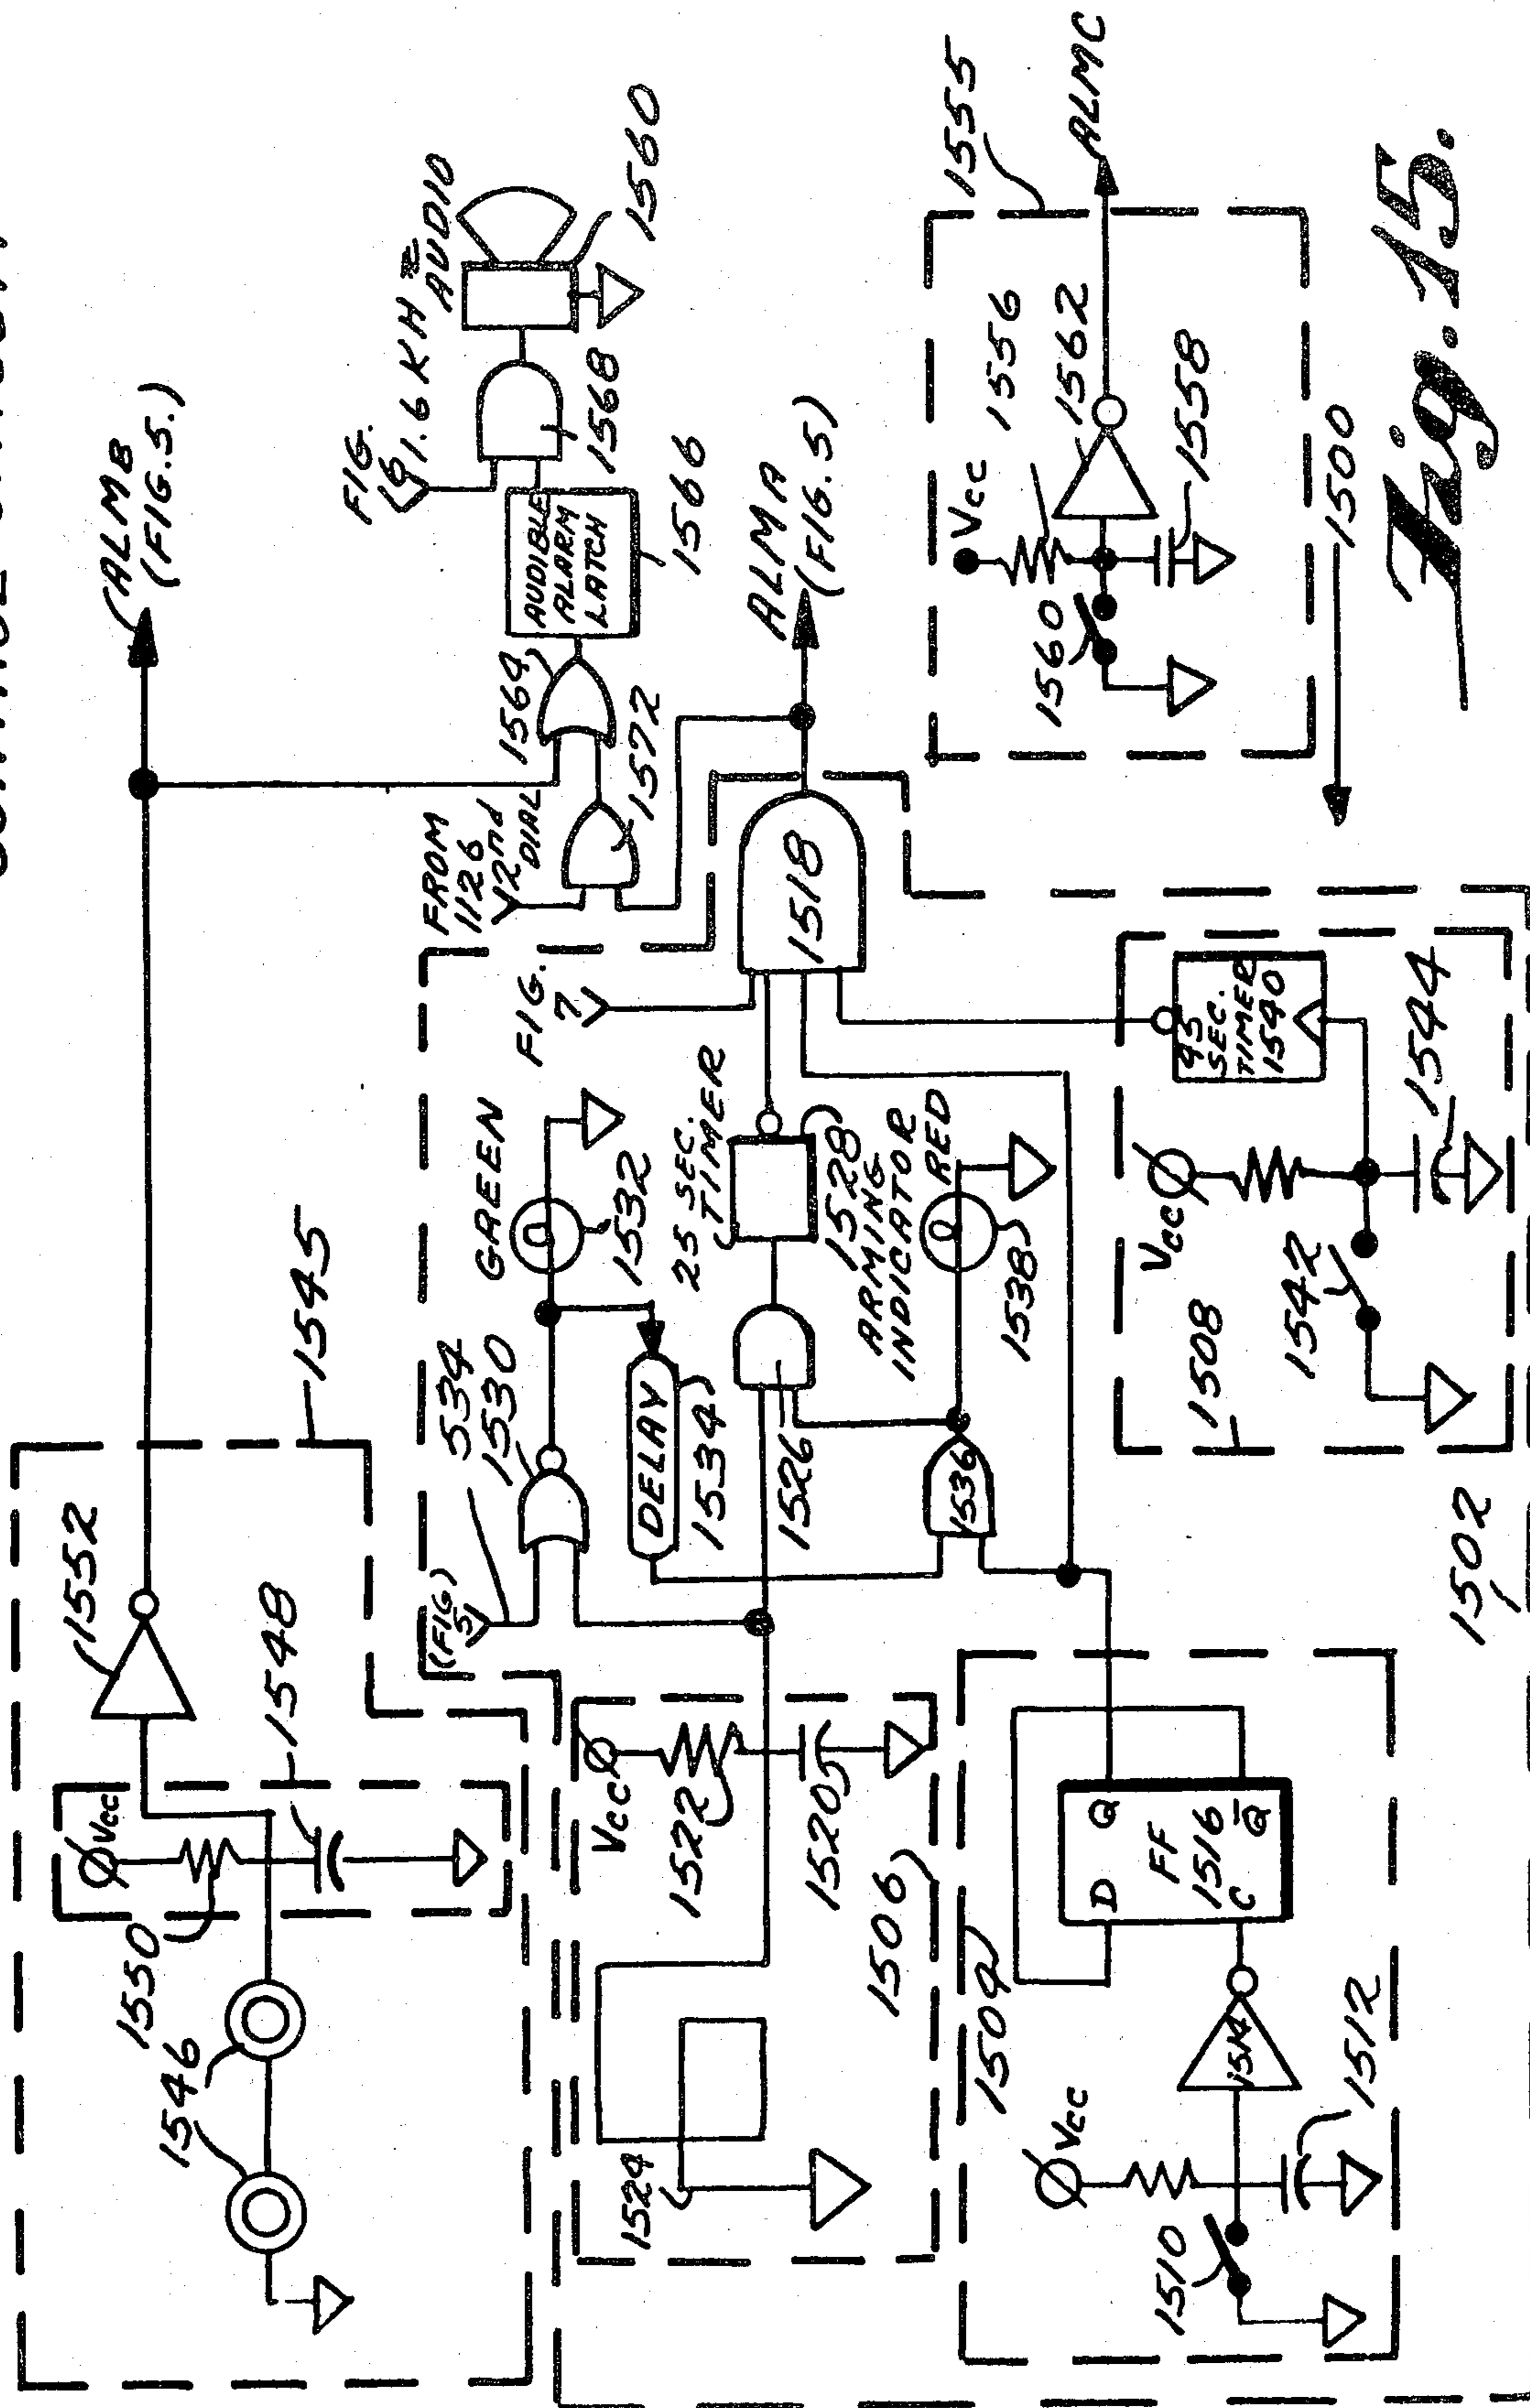 ALMB
(FIG.5.)
1552
1545
1548
1550
1546
Vcc
FIG.
16
1.6 KHZ
AUDIO
1560
1568
AUDIBLE
ALARM
LATCH
1566
1564
1572
FROM
1126
12nd
DIAL
ALMA
(FIG.5)
FIG.
7
1518
GREEN
1532
534
1530
(FIG
5)
DELAY
1534
25 SEC.
TIMER
1528
1526
ARMING
INDICATOR
RED
1538
1536
Vcc
1522
1520
1524
1506
1504
D Q
FF
1516
C Q̅
1514
Vcc
1512
1510
1502
1508
Vcc
1542
45
SEC.
TIMER
1540
1544
1555
ALMC
Vcc
1556
1562
1560
1558
1500
Fig. 15.